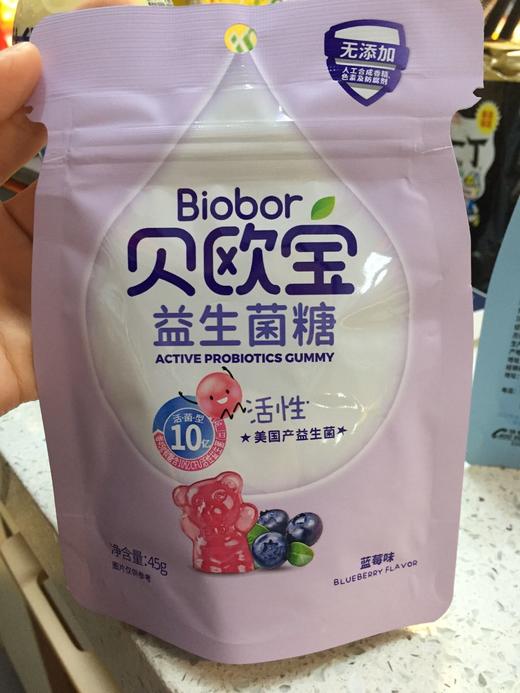 无添加
人工合成香精、
色素及防腐剂
Biobor
贝欧宝
益生菌糖
ACTIVE PROBIOTICS GUMMY
活·菌·型
10亿
活性
★美国产益生菌★
净含量:45g
图片仅供参考
蓝莓味
BLUEBERRY FLAVOR